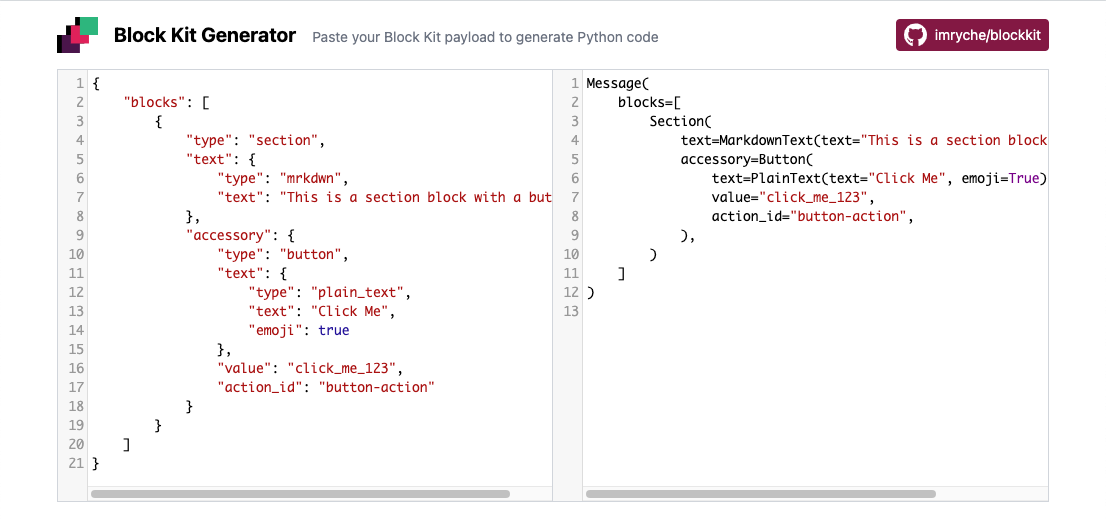 Block Kit Generator Paste your Block Kit payload to generate Python code imryche/blockkit
1 {
2 "blocks": [
3 {
4 "type": "section",
5 "text": {
6 "type": "mrkdwn",
7 "text": "This is a section block with a but
8 },
9 "accessory": {
10 "type": "button",
11 "text": {
12 "type": "plain_text",
13 "text": "Click Me",
14 "emoji": true
15 },
16 "value": "click_me_123",
17 "action_id": "button-action"
18 }
19 }
20 ]
21 }
1 Message(
2 blocks=[
3 Section(
4 text=MarkdownText(text="This is a section block
5 accessory=Button(
6 text=PlainText(text="Click Me", emoji=True)
7 value="click_me_123",
8 action_id="button-action",
9 ),
10 )
11 ]
12 )
13